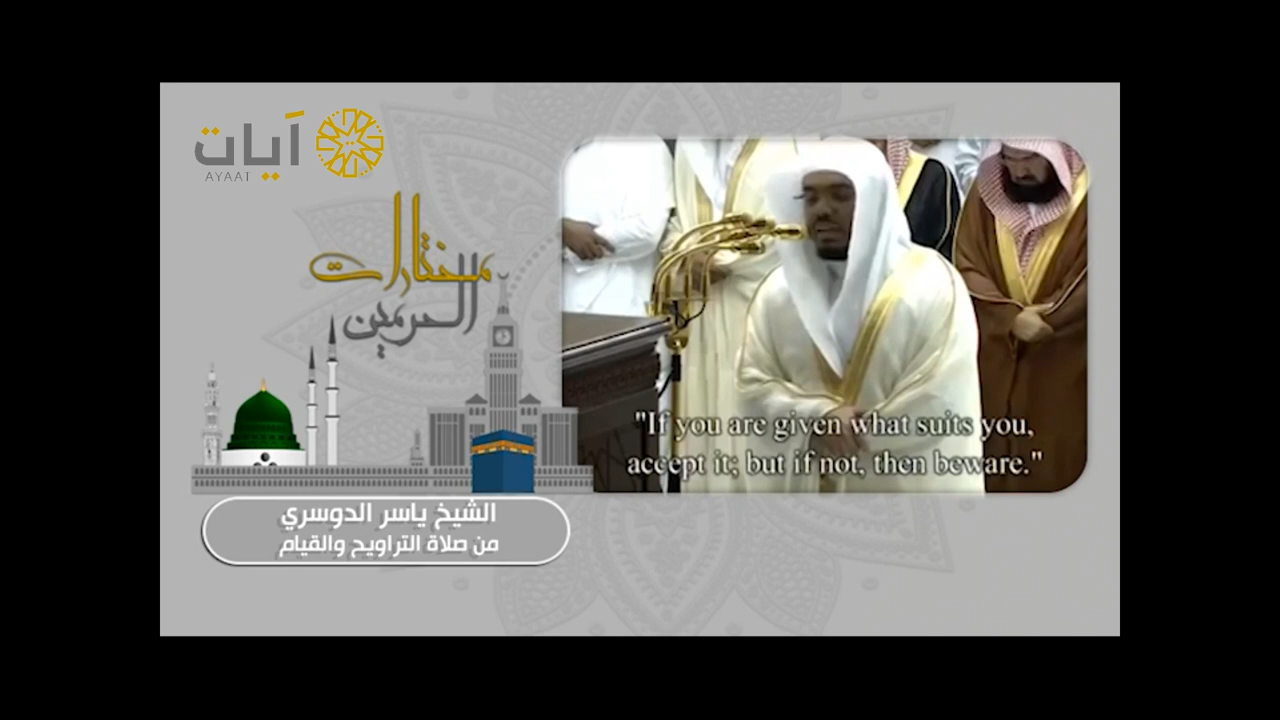 آيات
AYAAT
مختارات
الحرمين
"If you are given what suits you,
accept it; but if not, then beware."
الشيخ ياسر الدوسري
من صلاة التراويح والقيام